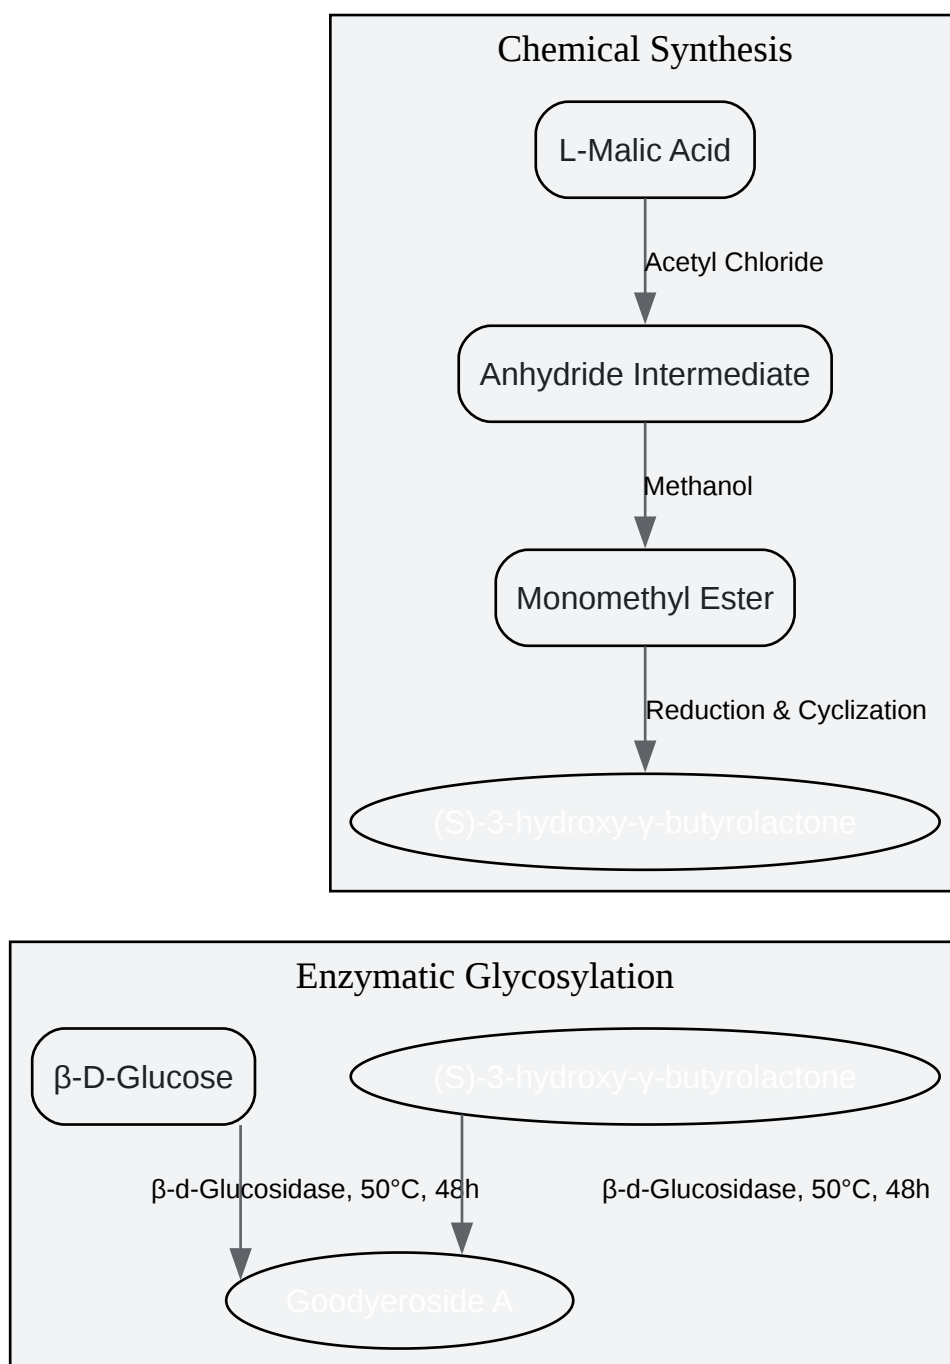 Chemical Synthesis
L-Malic Acid
Acetyl Chloride
Anhydride Intermediate
Methanol
Monomethyl Ester
Reduction & Cyclization
(S)-3-hydroxy-γ-butyrolactone
Enzymatic Glycosylation
β-D-Glucose
(S)-3-hydroxy-γ-butyrolactone
β-d-Glucosidase, 50°C, 48h
β-d-Glucosidase, 50°C, 48h
Goodyeroside A